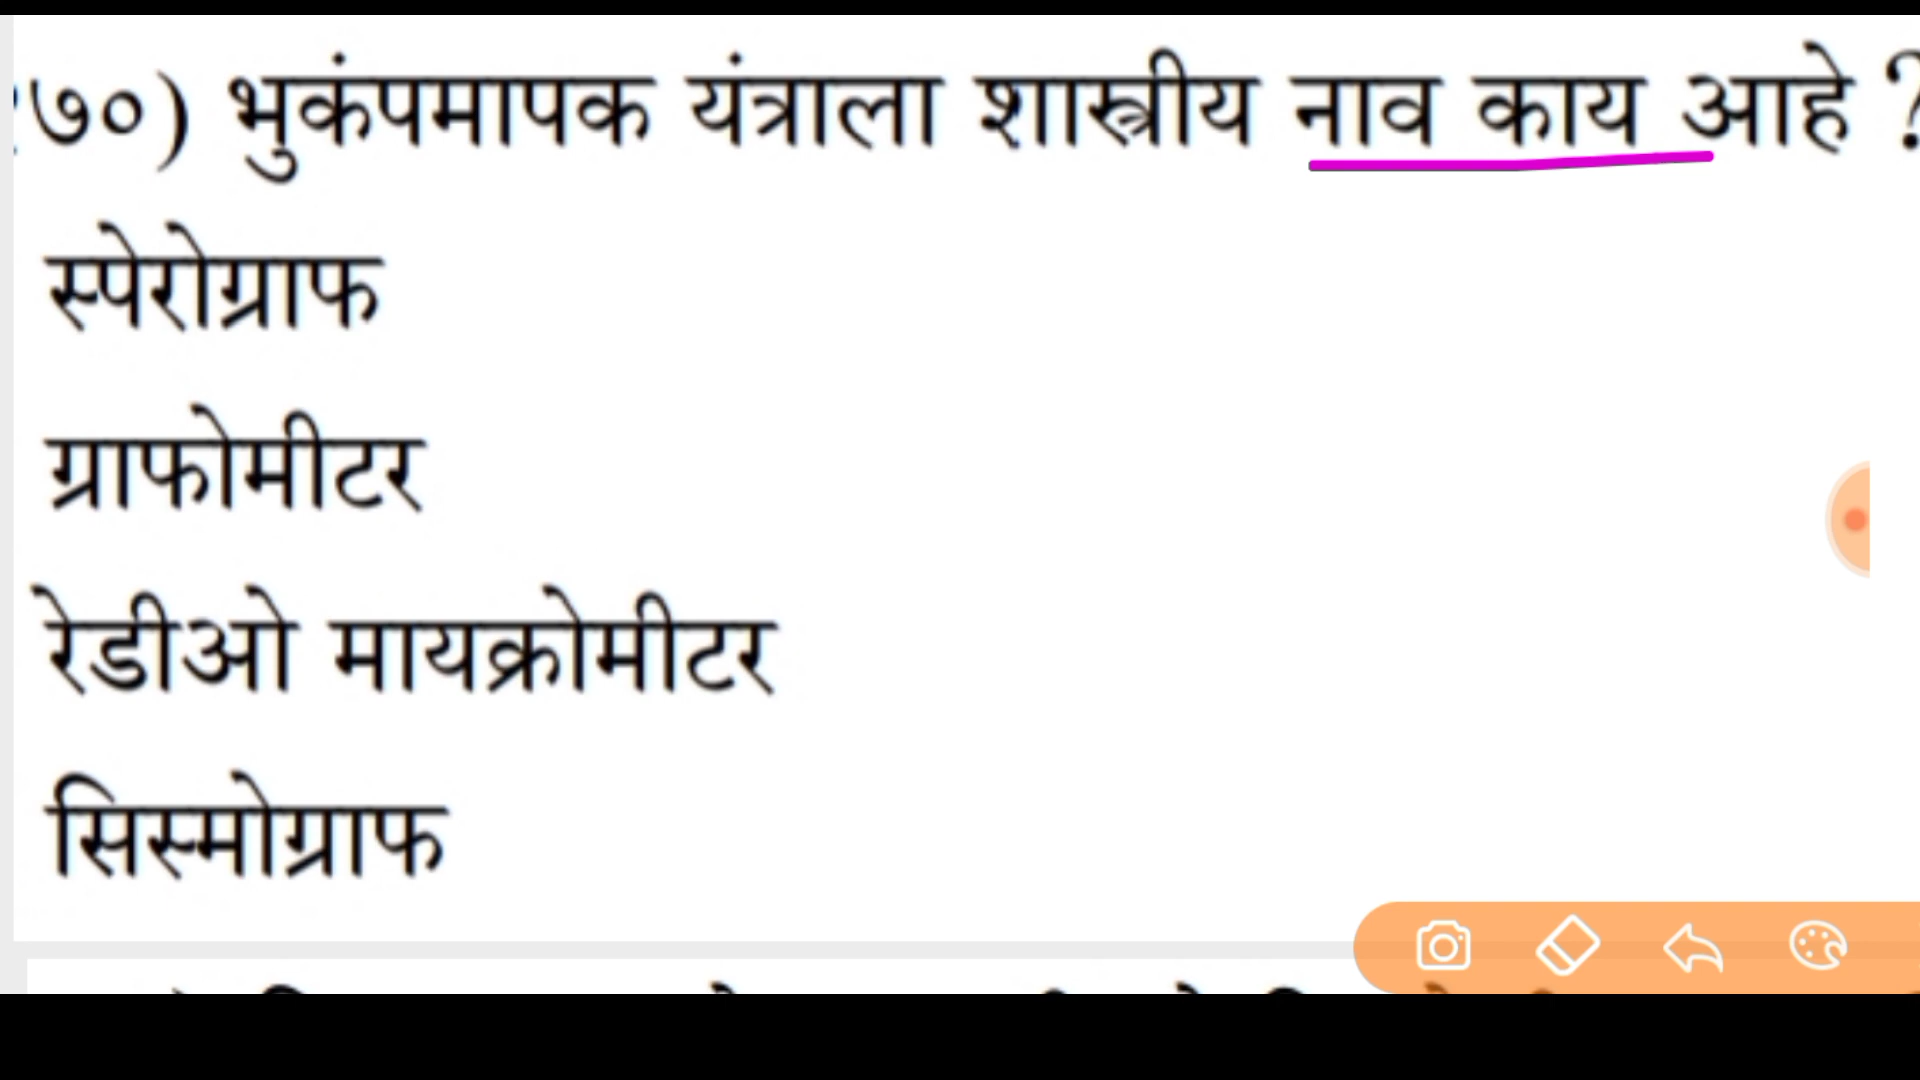 ७०) भुकंपमापक यंत्राला शास्त्रीय नाव काय आहे ?
स्पेरोग्राफ
ग्राफोमीटर
रेडीओ मायक्रोमीटर
सिस्मोग्राफ